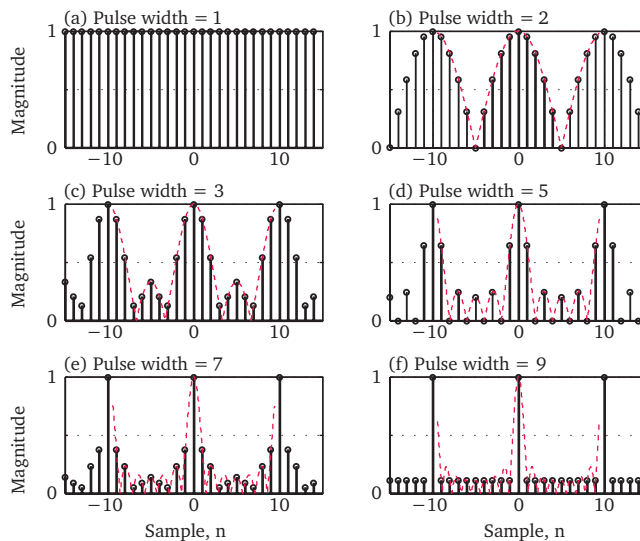 (a) Pulse width = 1
(b) Pulse width = 2
Magnitude
1
0
−10
0
10
1
0
−10
0
10
(c) Pulse width = 3
(d) Pulse width = 5
Magnitude
1
0
−10
0
10
1
0
−10
0
10
(e) Pulse width = 7
(f) Pulse width = 9
Magnitude
1
0
−10
0
10
Sample, n
1
0
−10
0
10
Sample, n